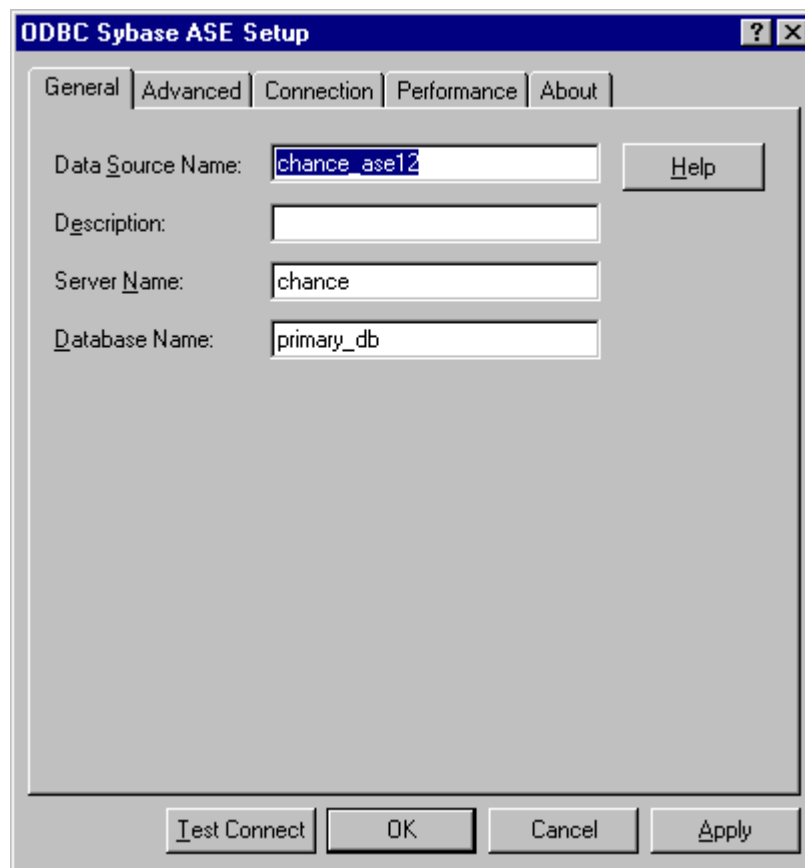 ODBC Sybase ASE Setup
General Advanced Connection Performance About
Data Source Name: chance_ase12 Help
Description:
Server Name: chance
Database Name: primary_db
Test Connect OK Cancel Apply